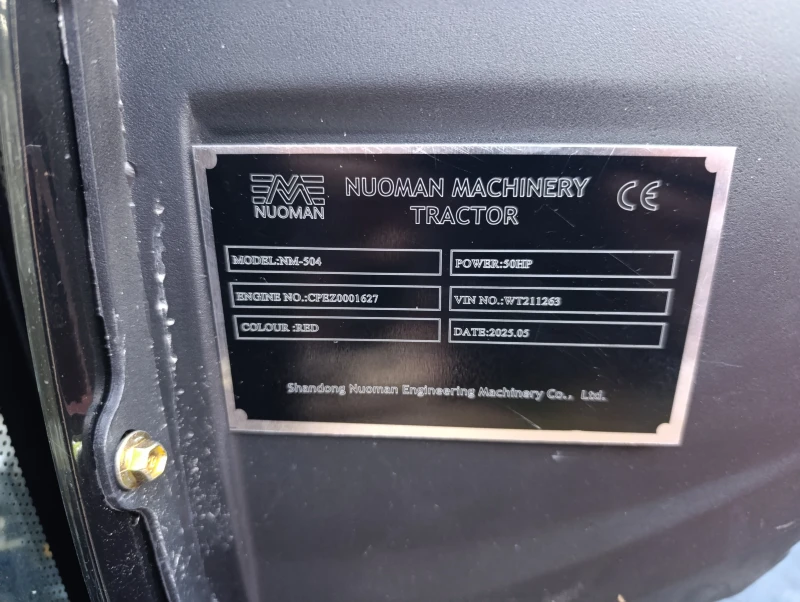 NUOMAN
NUOMAN MACHINERY
TRACTOR
CE
MODEL:NM-504
POWER:50HP
ENGINE NO.:CPEZ0001627
VIN NO.:WT211263
COLOUR :RED
DATE:2025.05
Shandong Nuoman Engineering Machinery Co., Ltd.